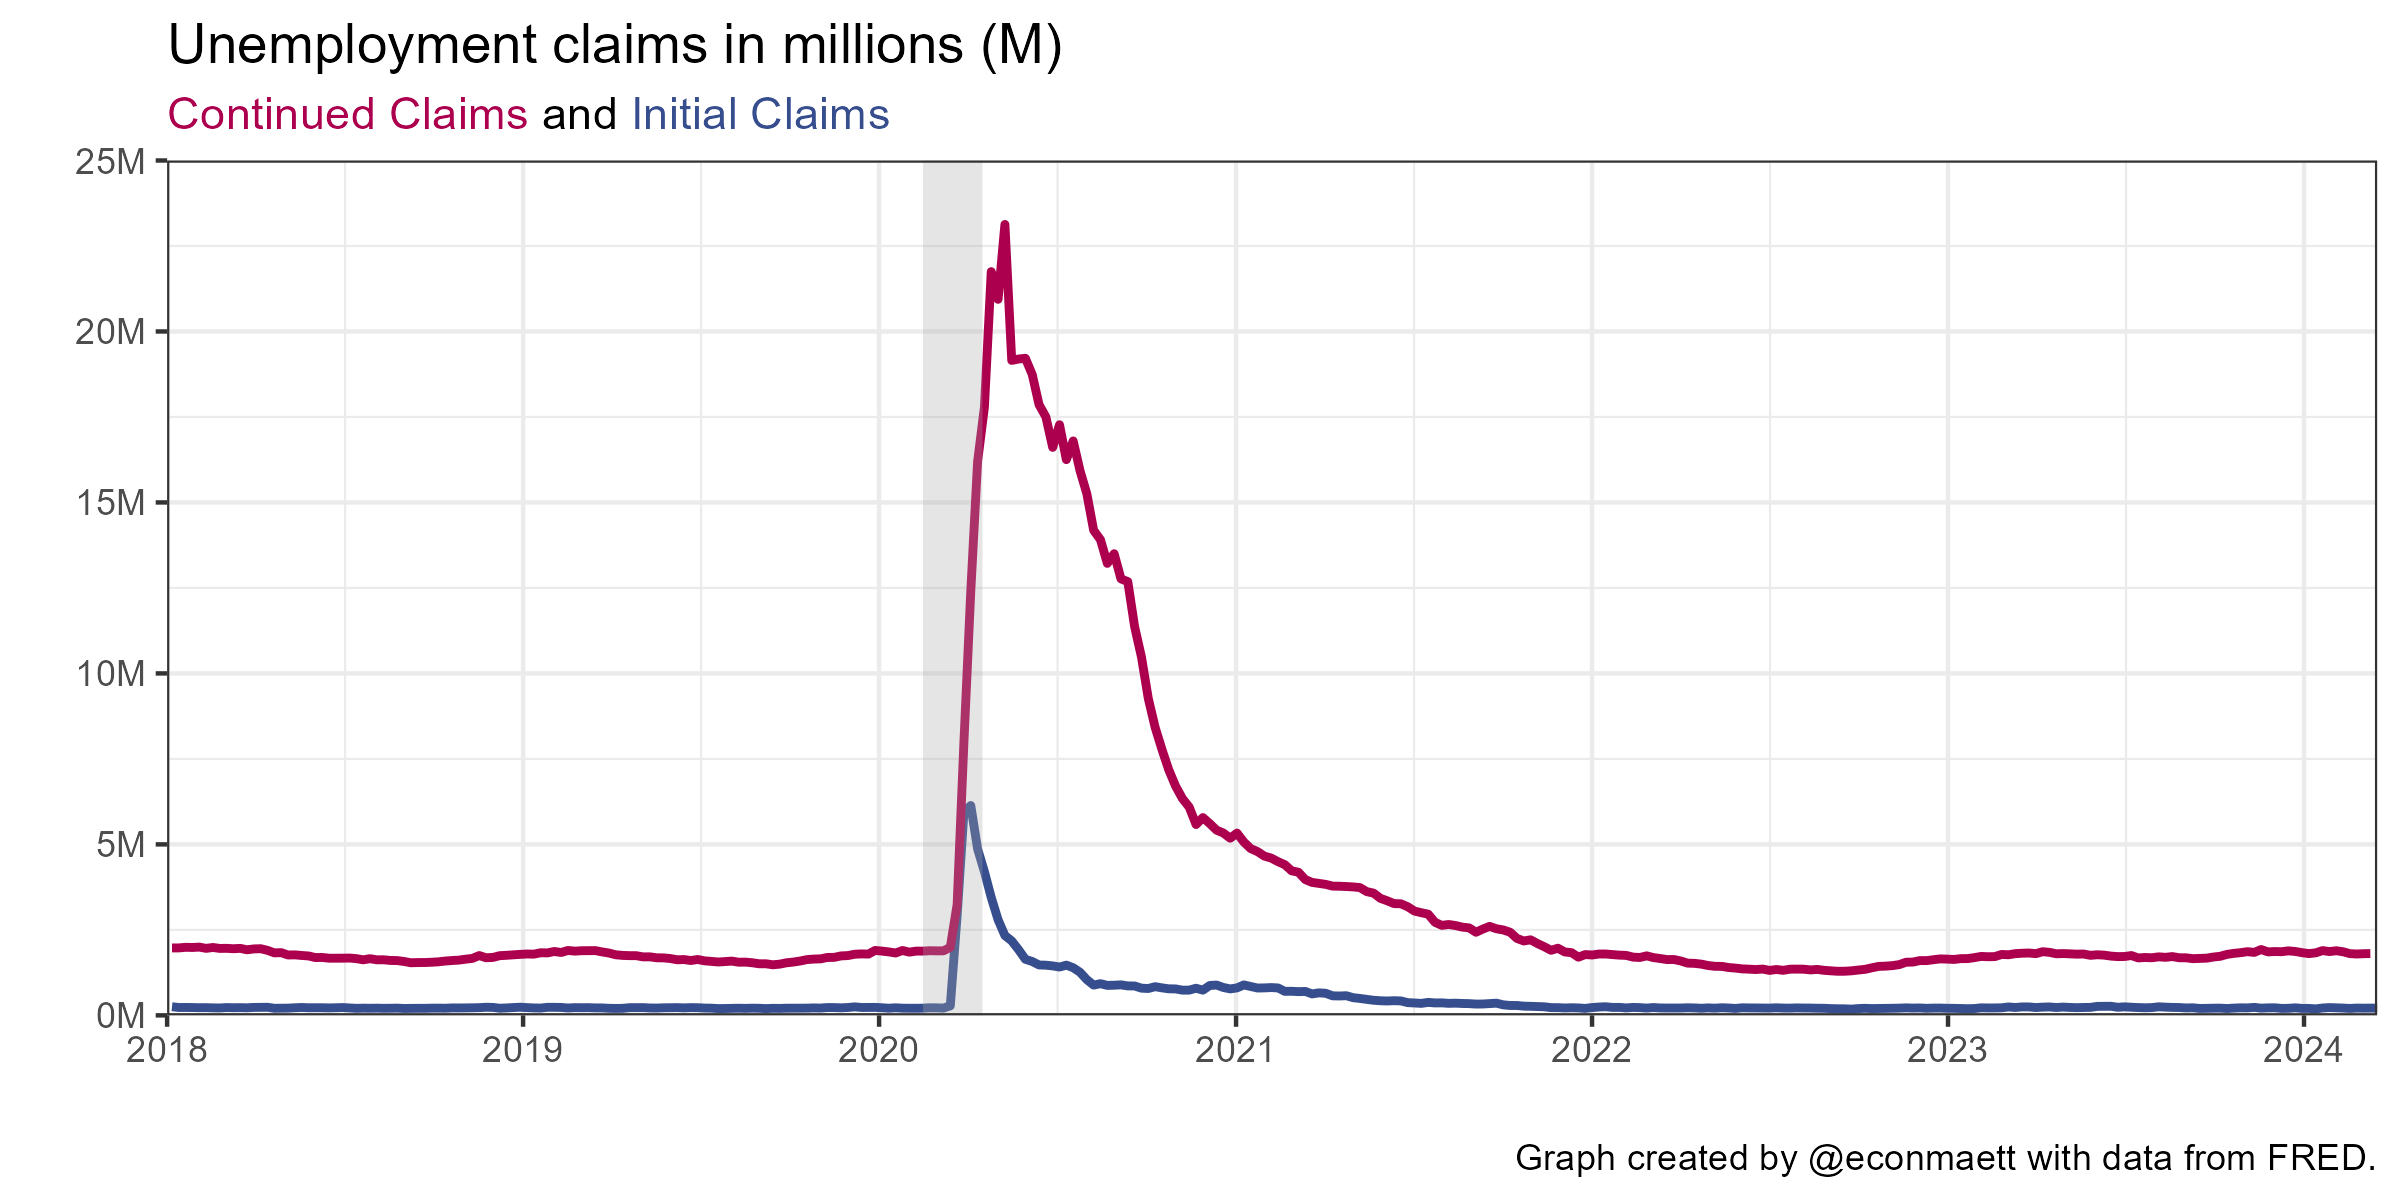 Unemployment claims in millions (M)
Continued Claims and Initial Claims
25M
20M
15M
10M
5M
0M
2018 2019 2020 2021 2022 2023 2024
Graph created by @econmaett with data from FRED.